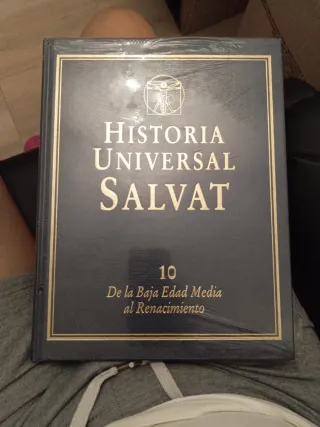 HISTORIA
UNIVERSAL
SALVAT
10
De la Baja Edad Media
al Renacimiento